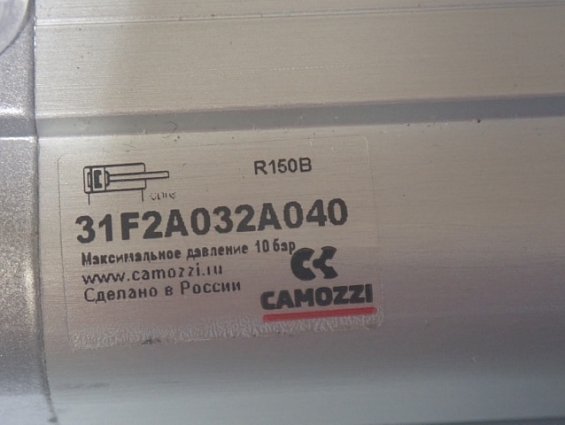 R150B
31F2A032A040
Максимальное давление 10 бар
www.camozzi.ru
Сделано в России
CAMOZZI